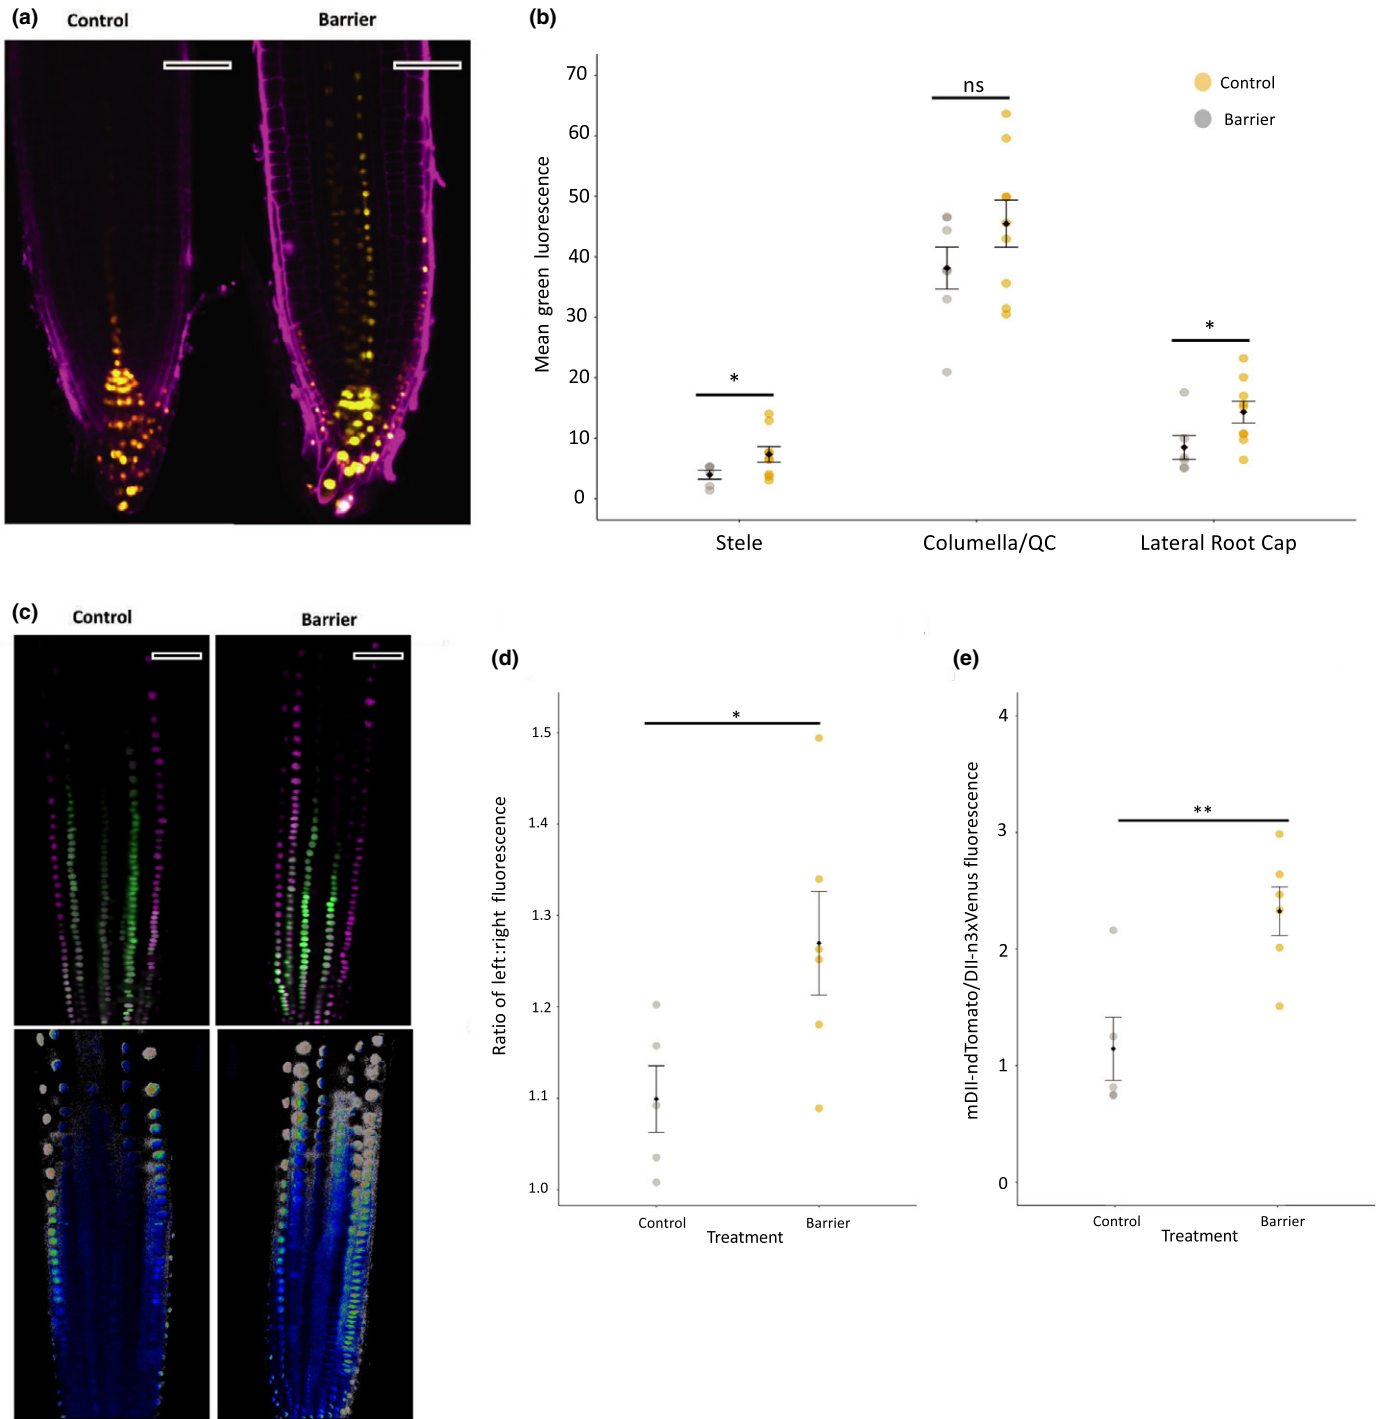 (a) Control Barrier
(b)
70
60
50
40
30
20
10
0
Mean green luorescence
ns
*
*
Control
Barrier
Stele Columella/QC Lateral Root Cap
(c) Control Barrier
(d)
1.5
1.4
1.3
1.2
1.1
1.0
Ratio of left:right fluorescence
*
Control Barrier
Treatment
(e)
4
3
2
1
0
mDII-ndTomato/DII-n3xVenus fluorescence
**
Control Barrier
Treatment